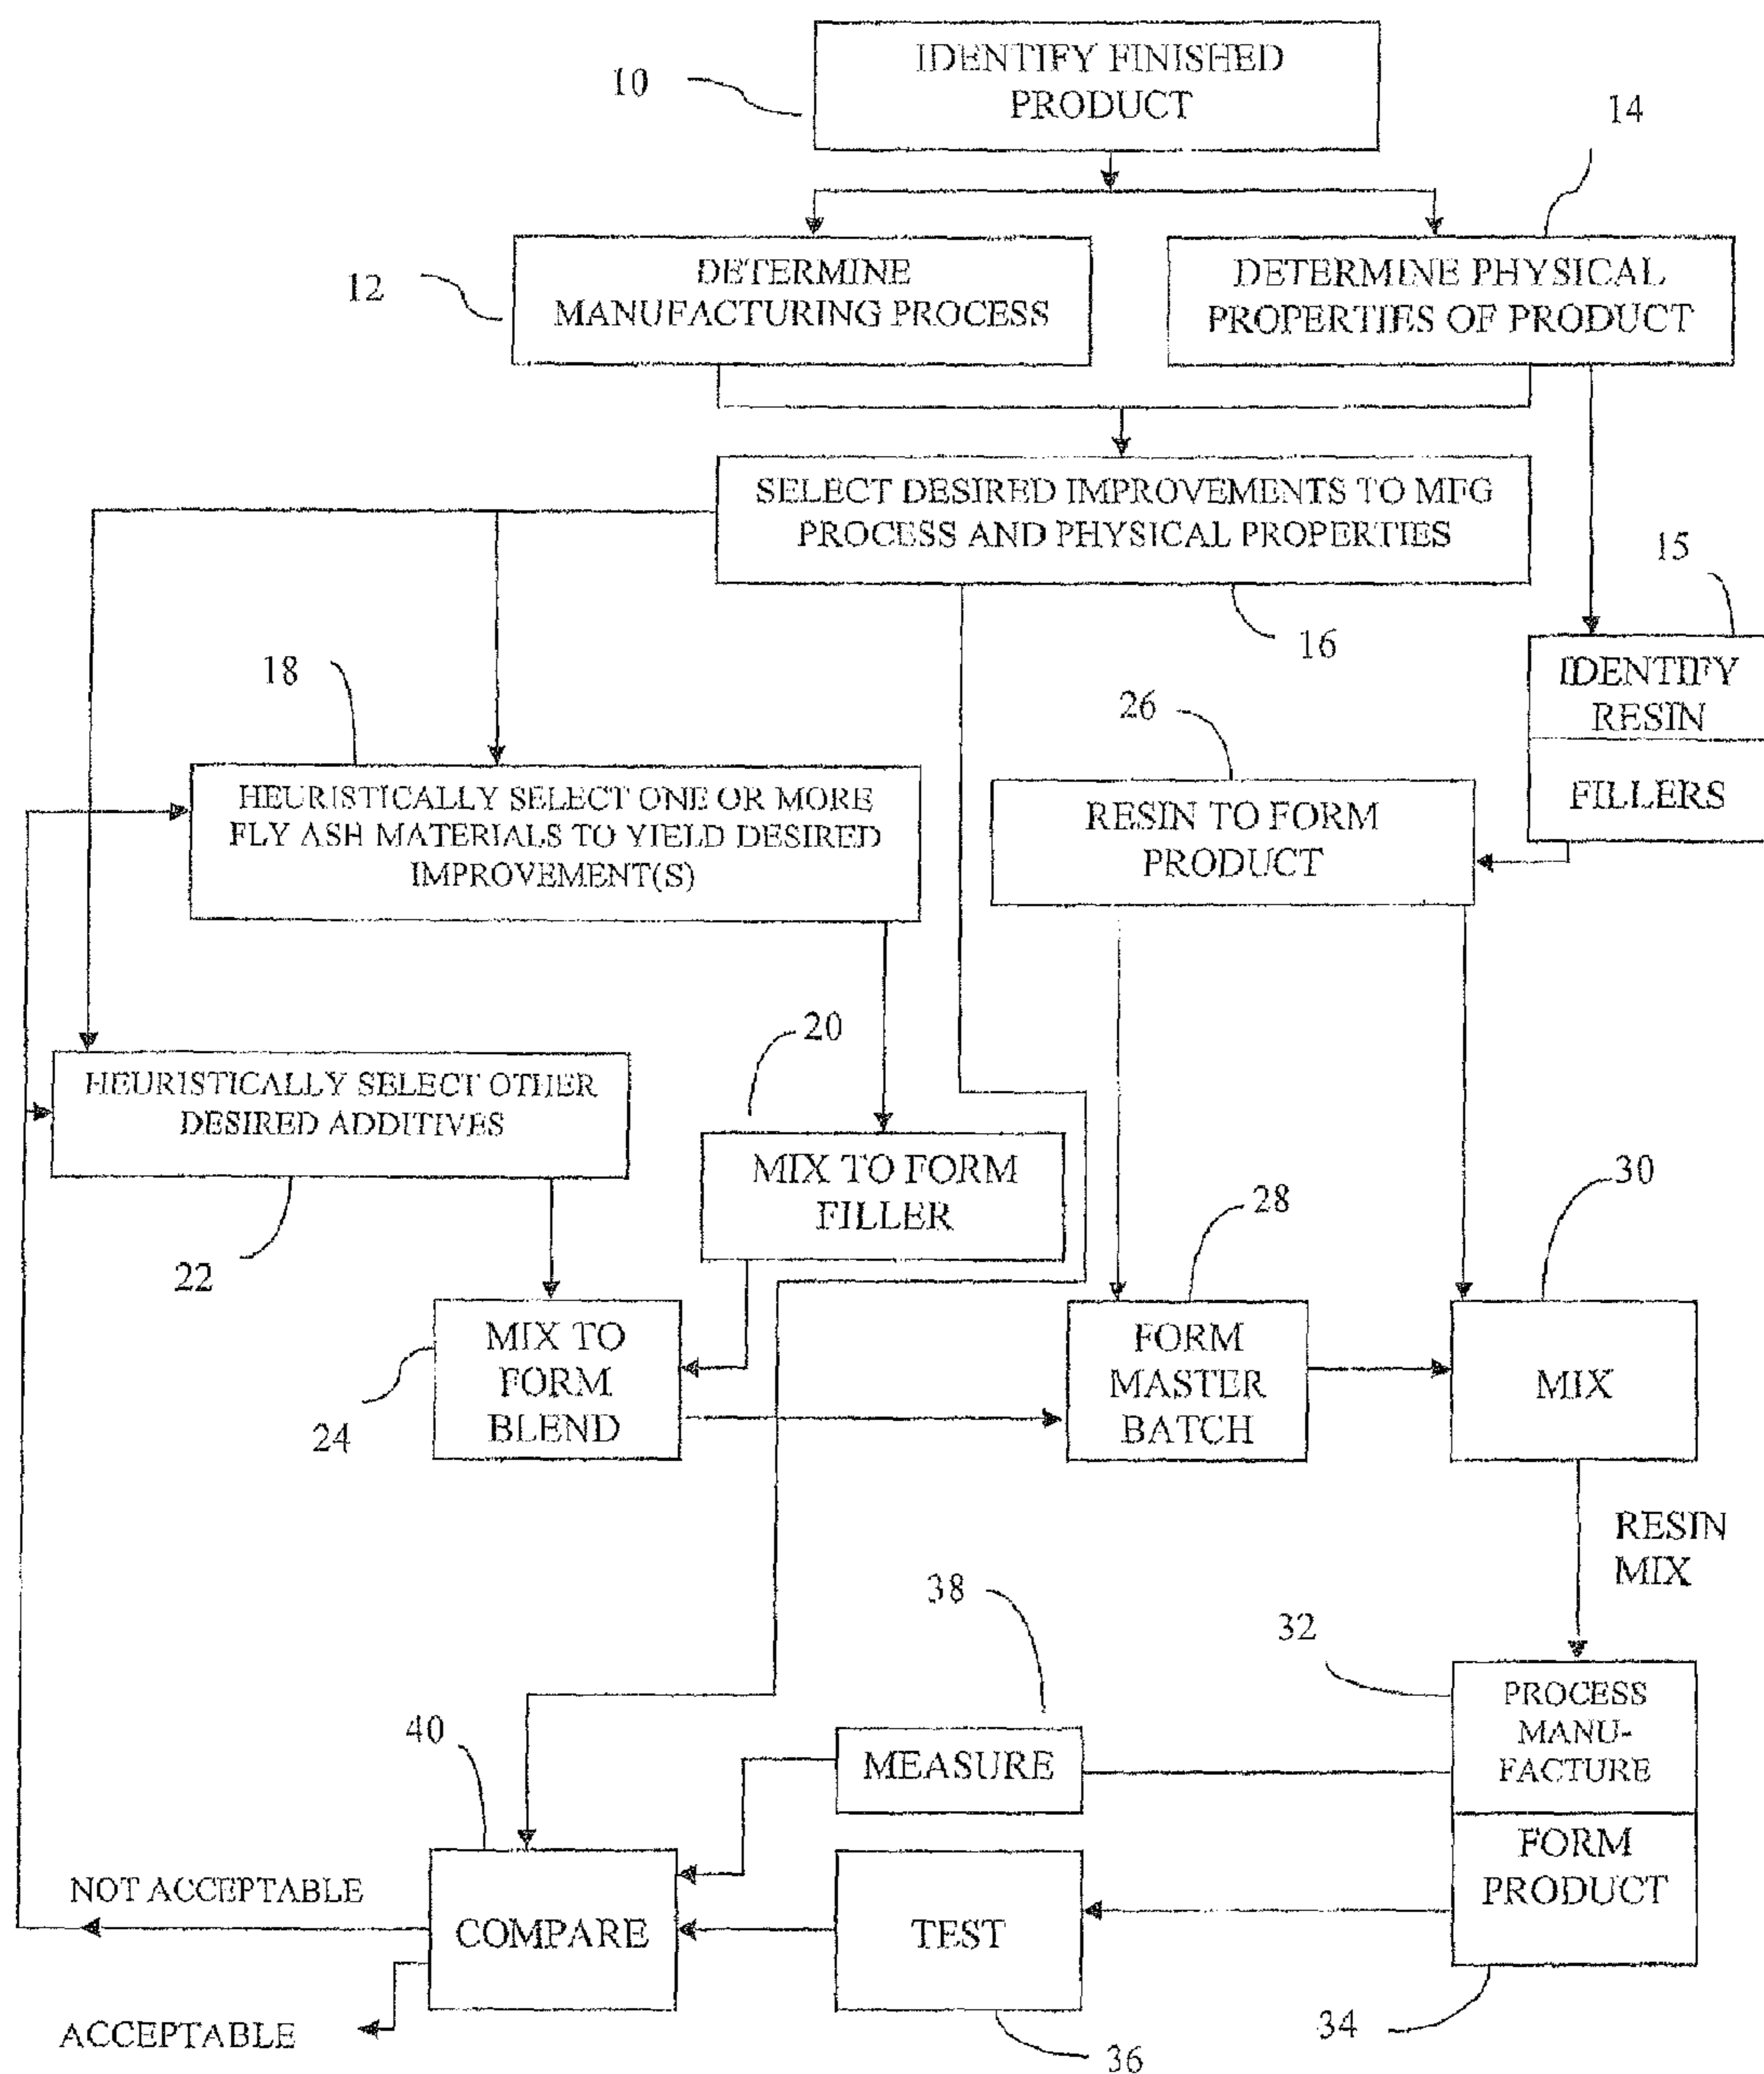 IDENTIFY FINISHED
PRODUCT
10
14
DETERMINE
MANUFACTURING PROCESS
12
DETERMINE PHYSICAL
PROPERTIES OF PRODUCT
SELECT DESIRED IMPROVEMENTS TO MFG
PROCESS AND PHYSICAL PROPERTIES
15
16
IDENTIFY
RESIN
FILLERS
18
26
HEURISTICALLY SELECT ONE OR MORE
FLY ASH MATERIALS TO YIELD DESIRED
IMPROVEMENT(S)
RESIN TO FORM
PRODUCT
20
HEURISTICALLY SELECT OTHER
DESIRED ADDITIVES
22
MIX TO FORM
FILLER
28
30
MIX TO
FORM
BLEND
24
FORM
MASTER
BATCH
MIX
RESIN
MIX
38
32
PROCESS
MANU-
FACTURE
40
MEASURE
FORM
PRODUCT
NOT ACCEPTABLE
COMPARE
TEST
ACCEPTABLE
34
36